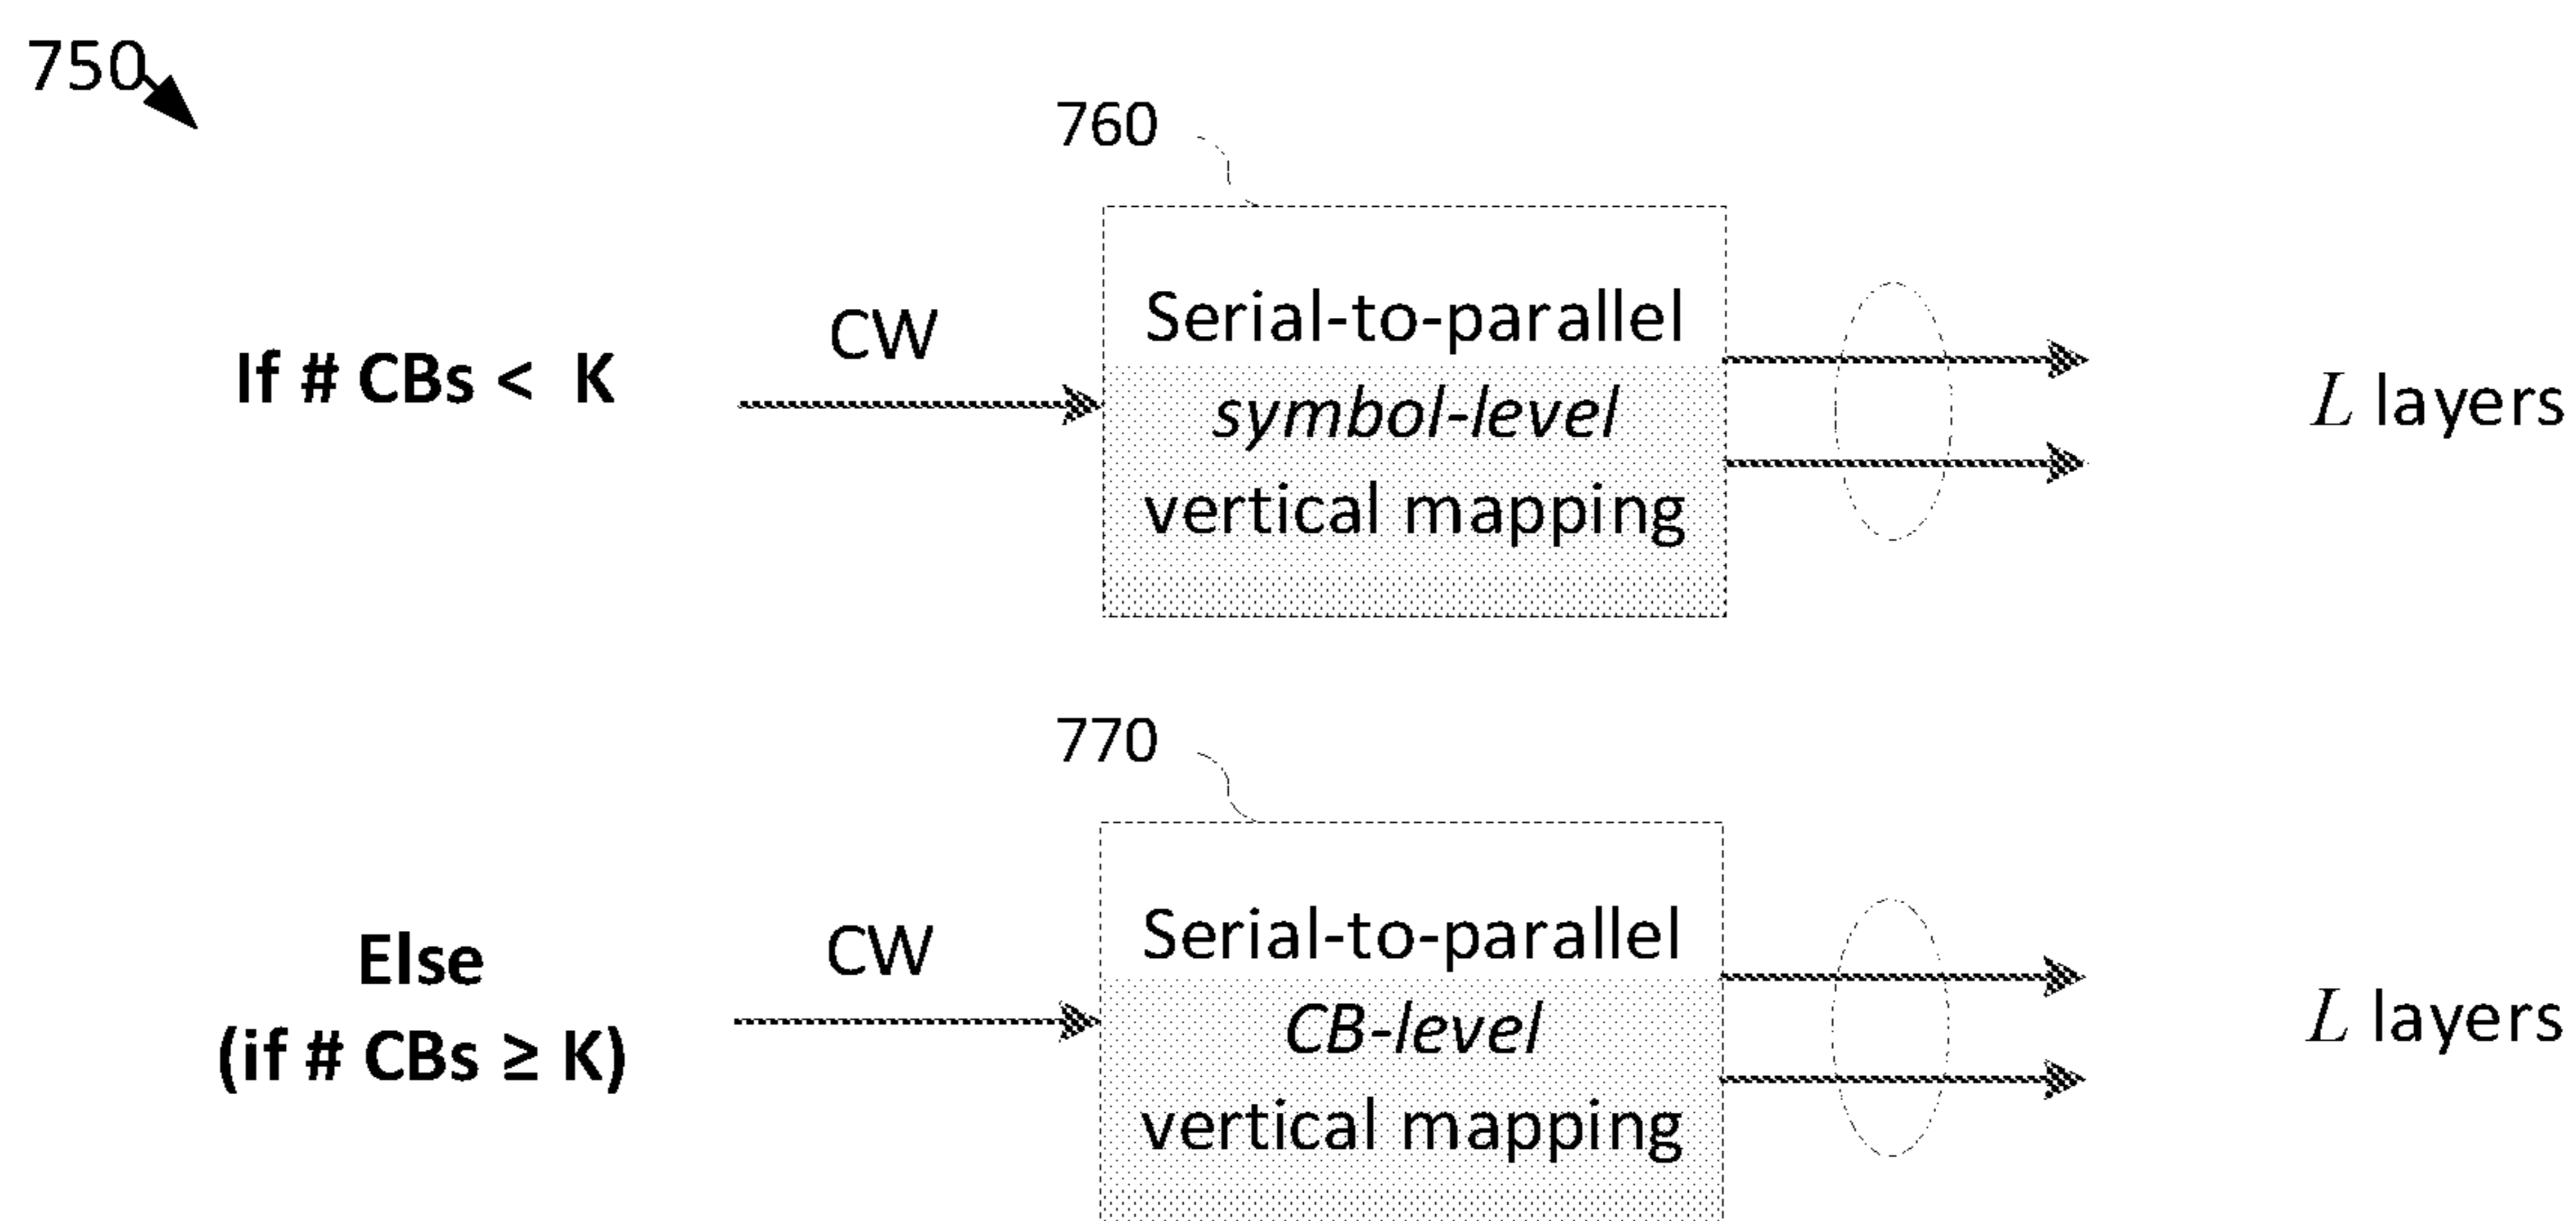 750
760
If # CBs < K
CW
Serial-to-parallel
symbol-level
vertical mapping
L layers
770
Else
(if # CBs ≥ K)
CW
Serial-to-parallel
CB-level
vertical mapping
L layers